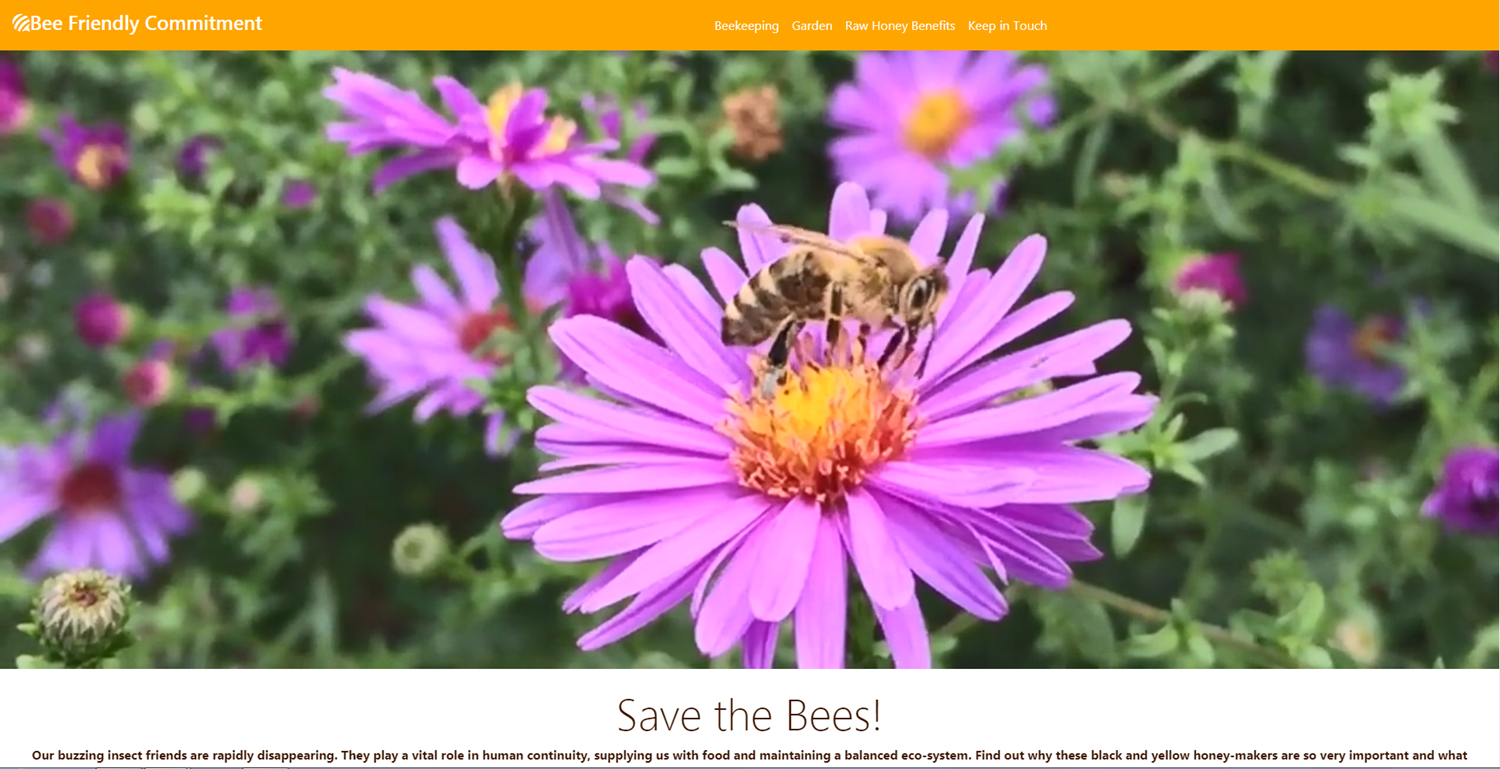 Bee Friendly Commitment
Beekeeping Garden Raw Honey Benefits Keep in Touch
Save the Bees!
Our buzzing insect friends are rapidly disappearing. They play a vital role in human continuity, supplying us with food and maintaining a balanced eco-system. Find out why these black and yellow honey-makers are so very important and what